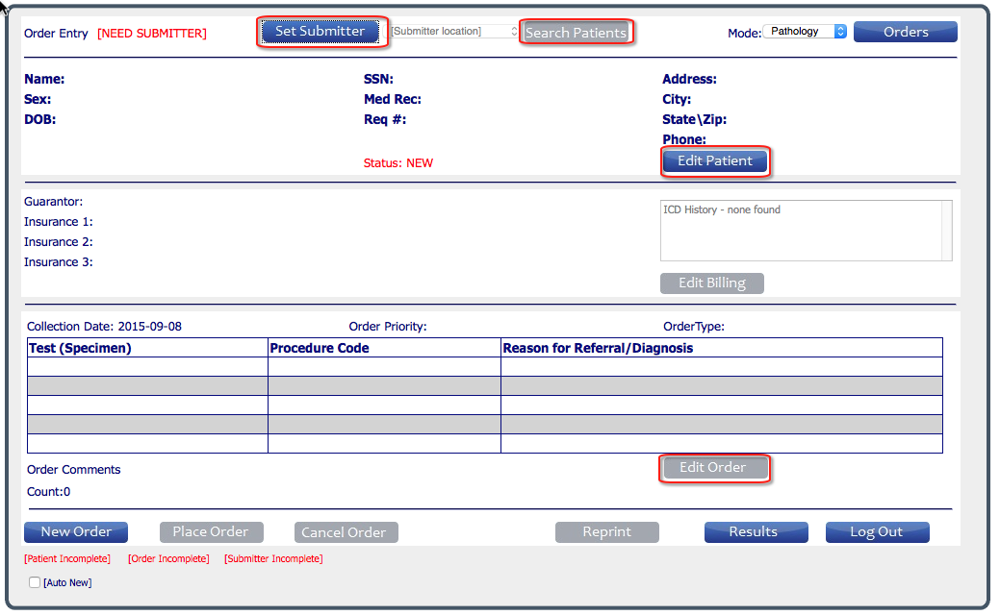 Order Entry [NEED SUBMITTER] Set Submitter [Submitter location] Search Patients Mode: Pathology Orders
Name: SSN: Address:
Sex: Med Rec: City:
DOB: Req #: State\Zip:
Phone:
Status: NEW Edit Patient
Guarantor:
ICD History - none found
Insurance 1:
Insurance 2:
Insurance 3:
Edit Billing
Collection Date: 2015-09-08 Order Priority: OrderType:
Test (Specimen) Procedure Code Reason for Referral/Diagnosis
Order Comments Edit Order
Count:0
New Order Place Order Cancel Order Reprint Results Log Out
[Patient Incomplete] [Order Incomplete] [Submitter Incomplete]
[Auto New]